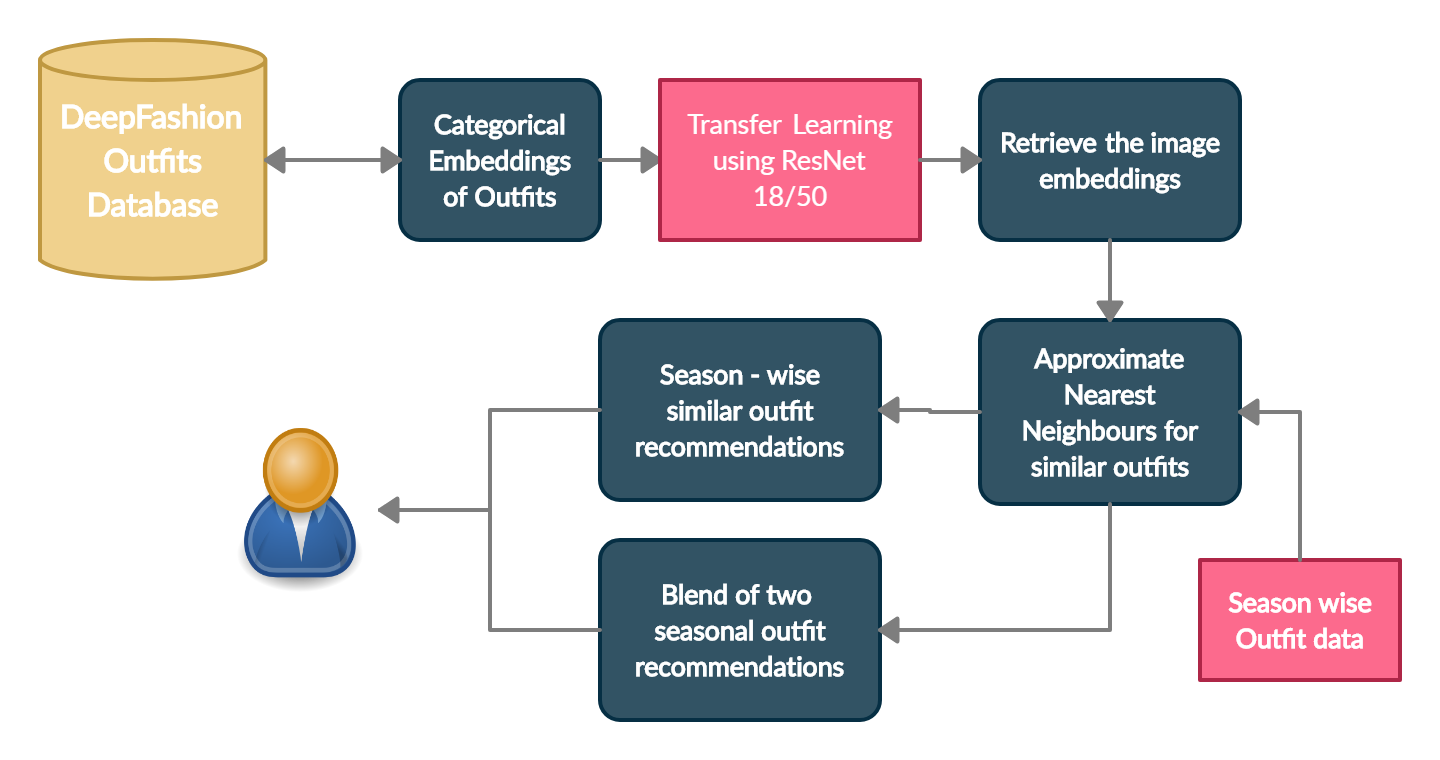 DeepFashion
Outfits
Database
Categorical
Embeddings
of Outfits
Transfer Learning
using ResNet
18/50
Retrieve the image
embeddings
Season - wise
similar outfit
recommendations
Approximate
Nearest
Neighbours for
similar outfits
Blend of two
seasonal outfit
recommendations
Season wise
Outfit data